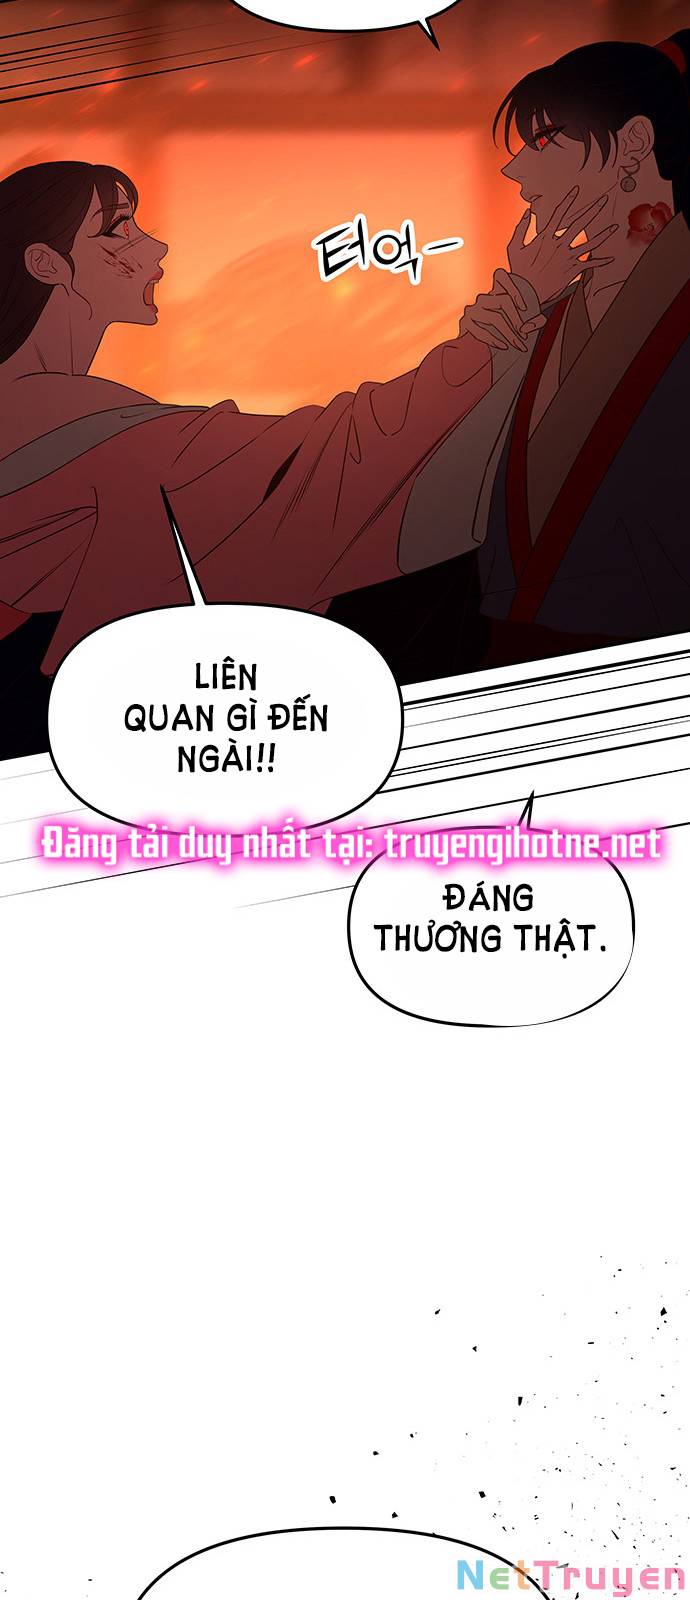 터억-
LIÊN
QUAN GÌ ĐẾN
NGÀI!!
Đăng tải duy nhất tại: truyengihotne.net
ĐÁNG
THƯƠNG THẬT.
NetTruyen